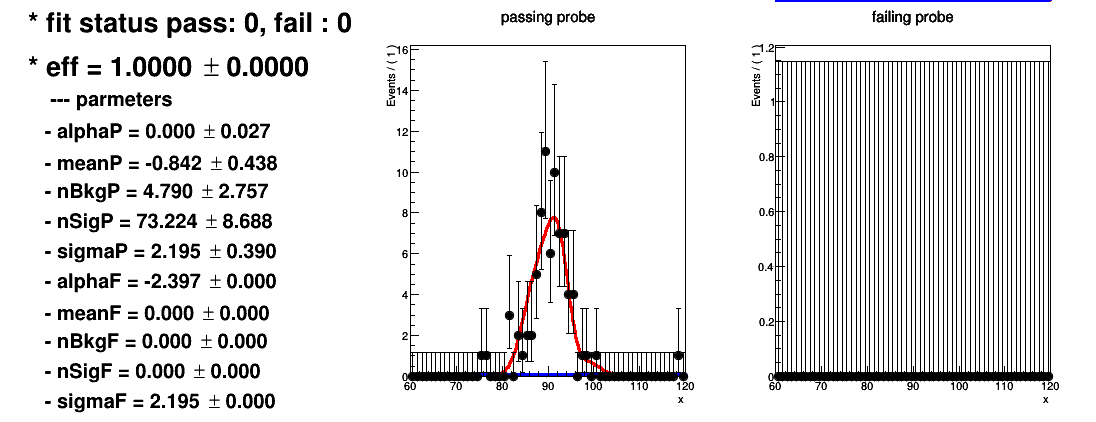 * fit status pass: 0, fail : 0
* eff = 1.0000 ± 0.0000
--- parmeters
- alphaP = 0.000 ± 0.027
- meanP = -0.842 ± 0.438
- nBkgP = 4.790 ± 2.757
- nSigP = 73.224 ± 8.688
- sigmaP = 2.195 ± 0.390
- alphaF = -2.397 ± 0.000
- meanF = 0.000 ± 0.000
- nBkgF = 0.000 ± 0.000
- nSigF = 0.000 ± 0.000
- sigmaF = 2.195 ± 0.000
passing probe
Events / ( 1 )
16
14
12
10
8
6
4
2
0
60 70 80 90 100 110 120
x
failing probe
Events / ( 1 )
1.2
1
0.8
0.6
0.4
0.2
0
60 70 80 90 100 110 120
x